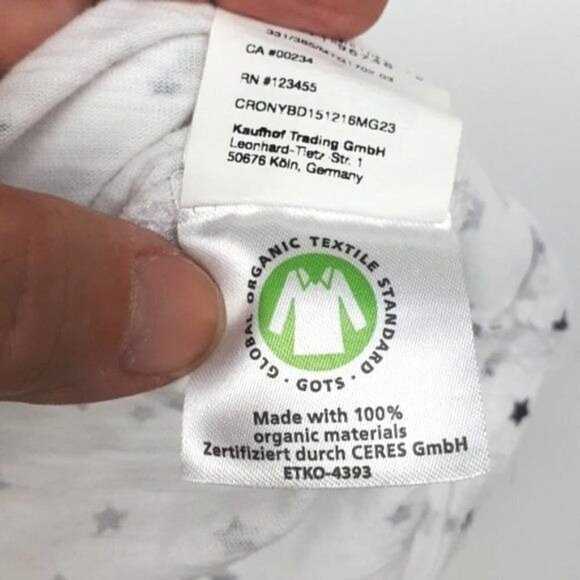 CA #00234
RN #123455
CRONYBD151216MG23
Kaufhof Trading GmbH
Leonhard-Tietz-Str. 1
50676 Köln, Germany
GLOBAL ORGANIC TEXTILE STANDARD
· GOTS ·
Made with 100%
organic materials
Zertifiziert durch CERES GmbH
ETKO-4393